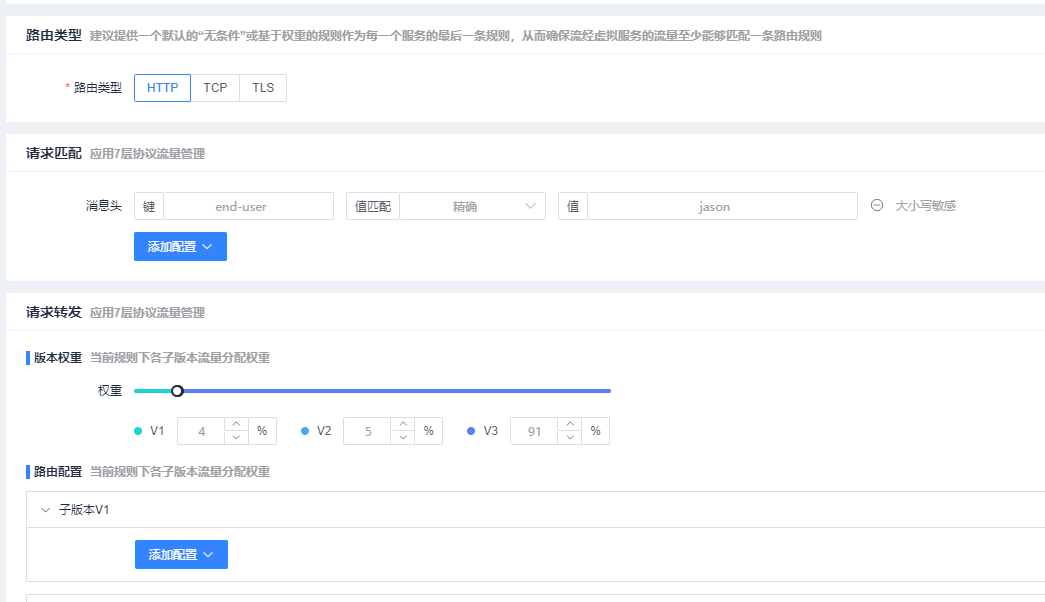 路由类型 建议提供一个默认的“无条件”或基于权重的规则作为每一个服务的最后一条规则，从而确保流经虚拟服务的流量至少能够匹配一条路由规则
* 路由类型 HTTP TCP TLS
请求匹配 应用7层协议流量管理
消息头 键 end-user 值匹配 精确 值 jason 大小写敏感
添加配置
请求转发 应用7层协议流量管理
版本权重 当前规则下各子版本流量分配权重
权重
V1 4 % V2 5 % V3 91 %
路由配置 当前规则下各子版本流量分配权重
子版本V1
添加配置